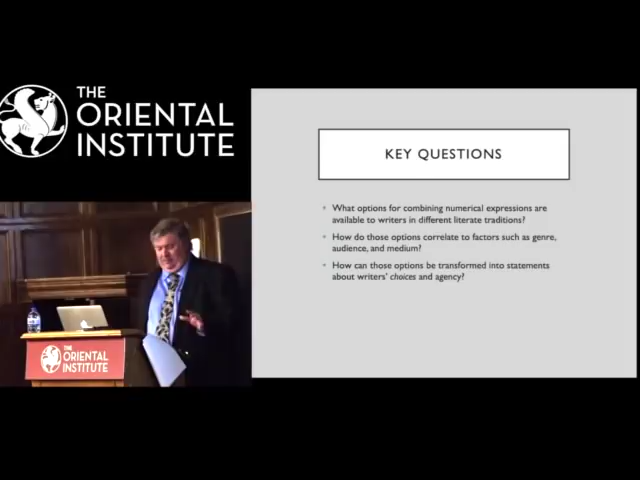 THE
ORIENTAL
INSTITUTE
KEY QUESTIONS
• What options for combining numerical expressions are
available to writers in different literate traditions?
• How do those options correlate to factors such as genre,
audience, and medium?
• How can those options be transformed into statements
about writers' choices and agency?
THE
ORIENTAL
INSTITUTE